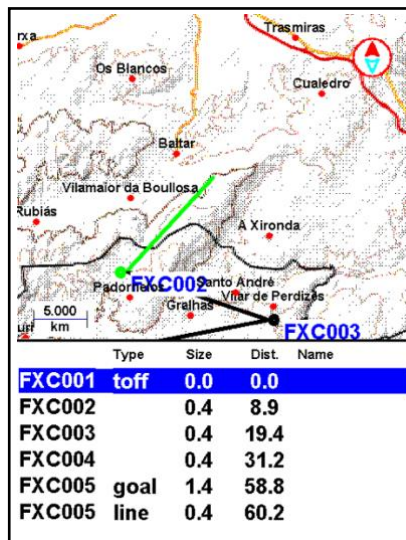 rxa
Trasmiras
Os Blancos
Cualedro
Baltar
Vilamaior da Boullosa
Rubiás
A Xironda
FXC002
Santo André
Padornelos
Vilar de Perdizes
Gralhas
5.000
km
FXC003
Type Size Dist. Name
FXC001 toff 0.0 0.0
FXC002 0.4 8.9
FXC003 0.4 19.4
FXC004 0.4 31.2
FXC005 goal 1.4 58.8
FXC005 line 0.4 60.2